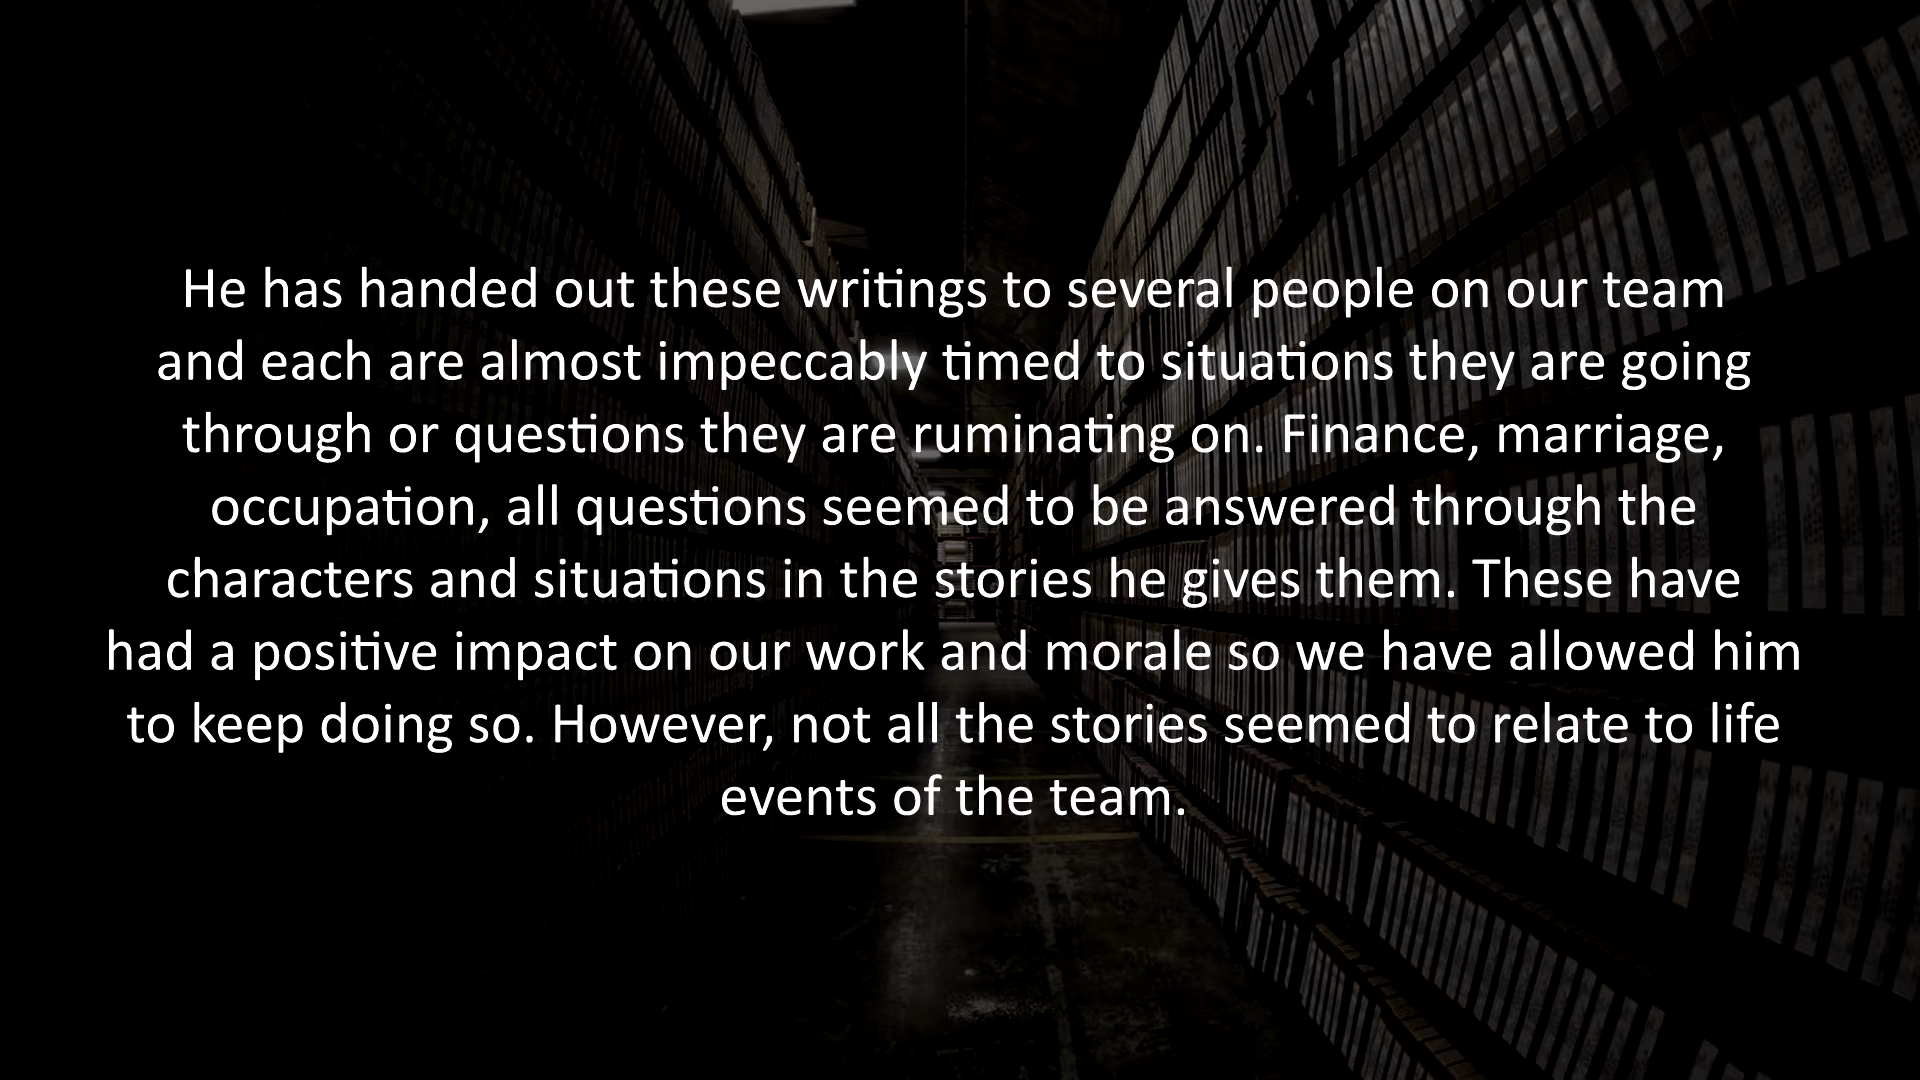 He has handed out these writings to several people on our team
and each are almost impeccably timed to situations they are going
through or questions they are ruminating on. Finance, marriage,
occupation, all questions seemed to be answered through the
characters and situations in the stories he gives them. These have
had a positive impact on our work and morale so we have allowed him
to keep doing so. However, not all the stories seemed to relate to life
events of the team.